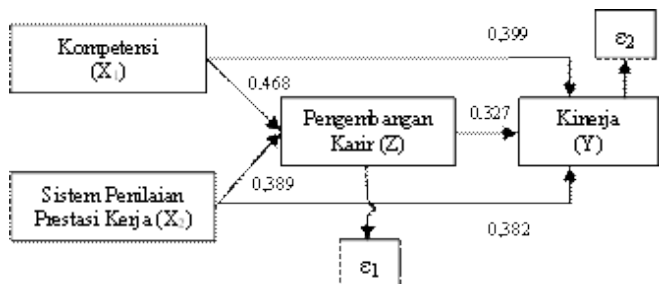 Kompetensi
(X₁)
0,399
ε₂
0.468
Pengembangan
Karir (Z)
0.327
Kinerja
(Y)
Sistem Penilaian
Prestasi Kerja (X₂)
0,389
0,382
ε₁